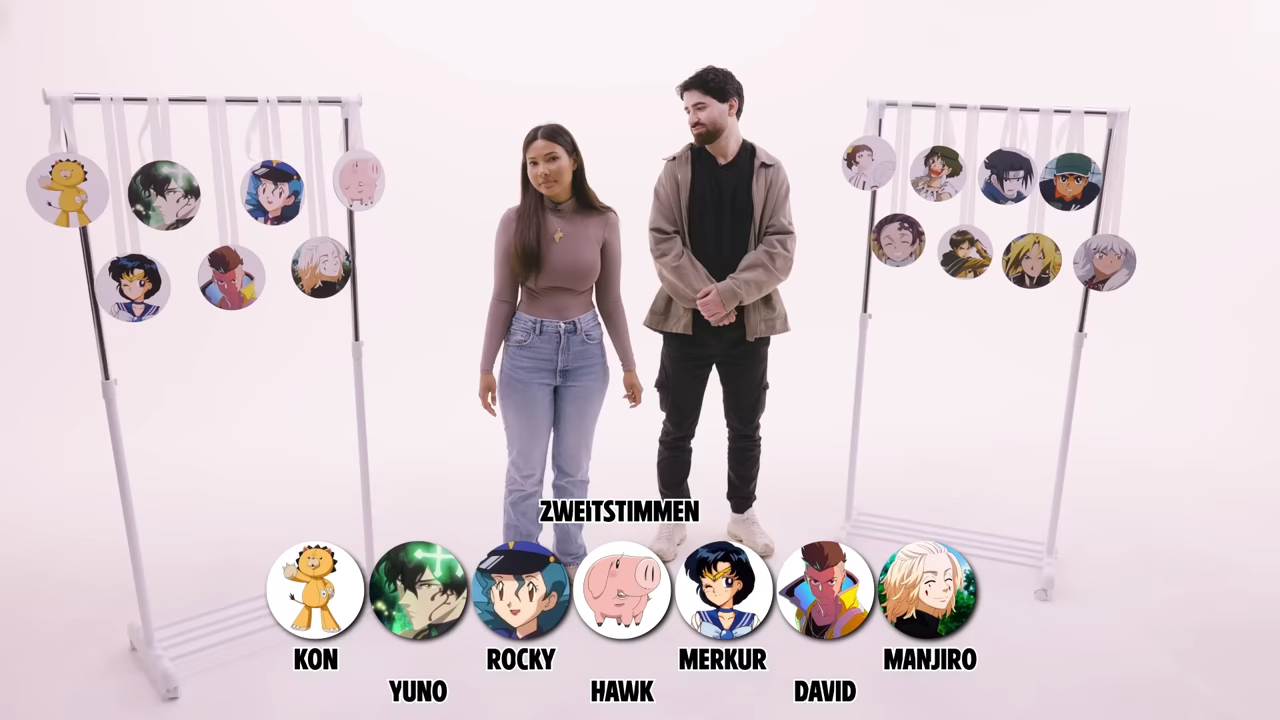 ZWEITSTIMMEN
KON
YUNO
ROCKY
HAWK
MERKUR
DAVID
MANJIRO